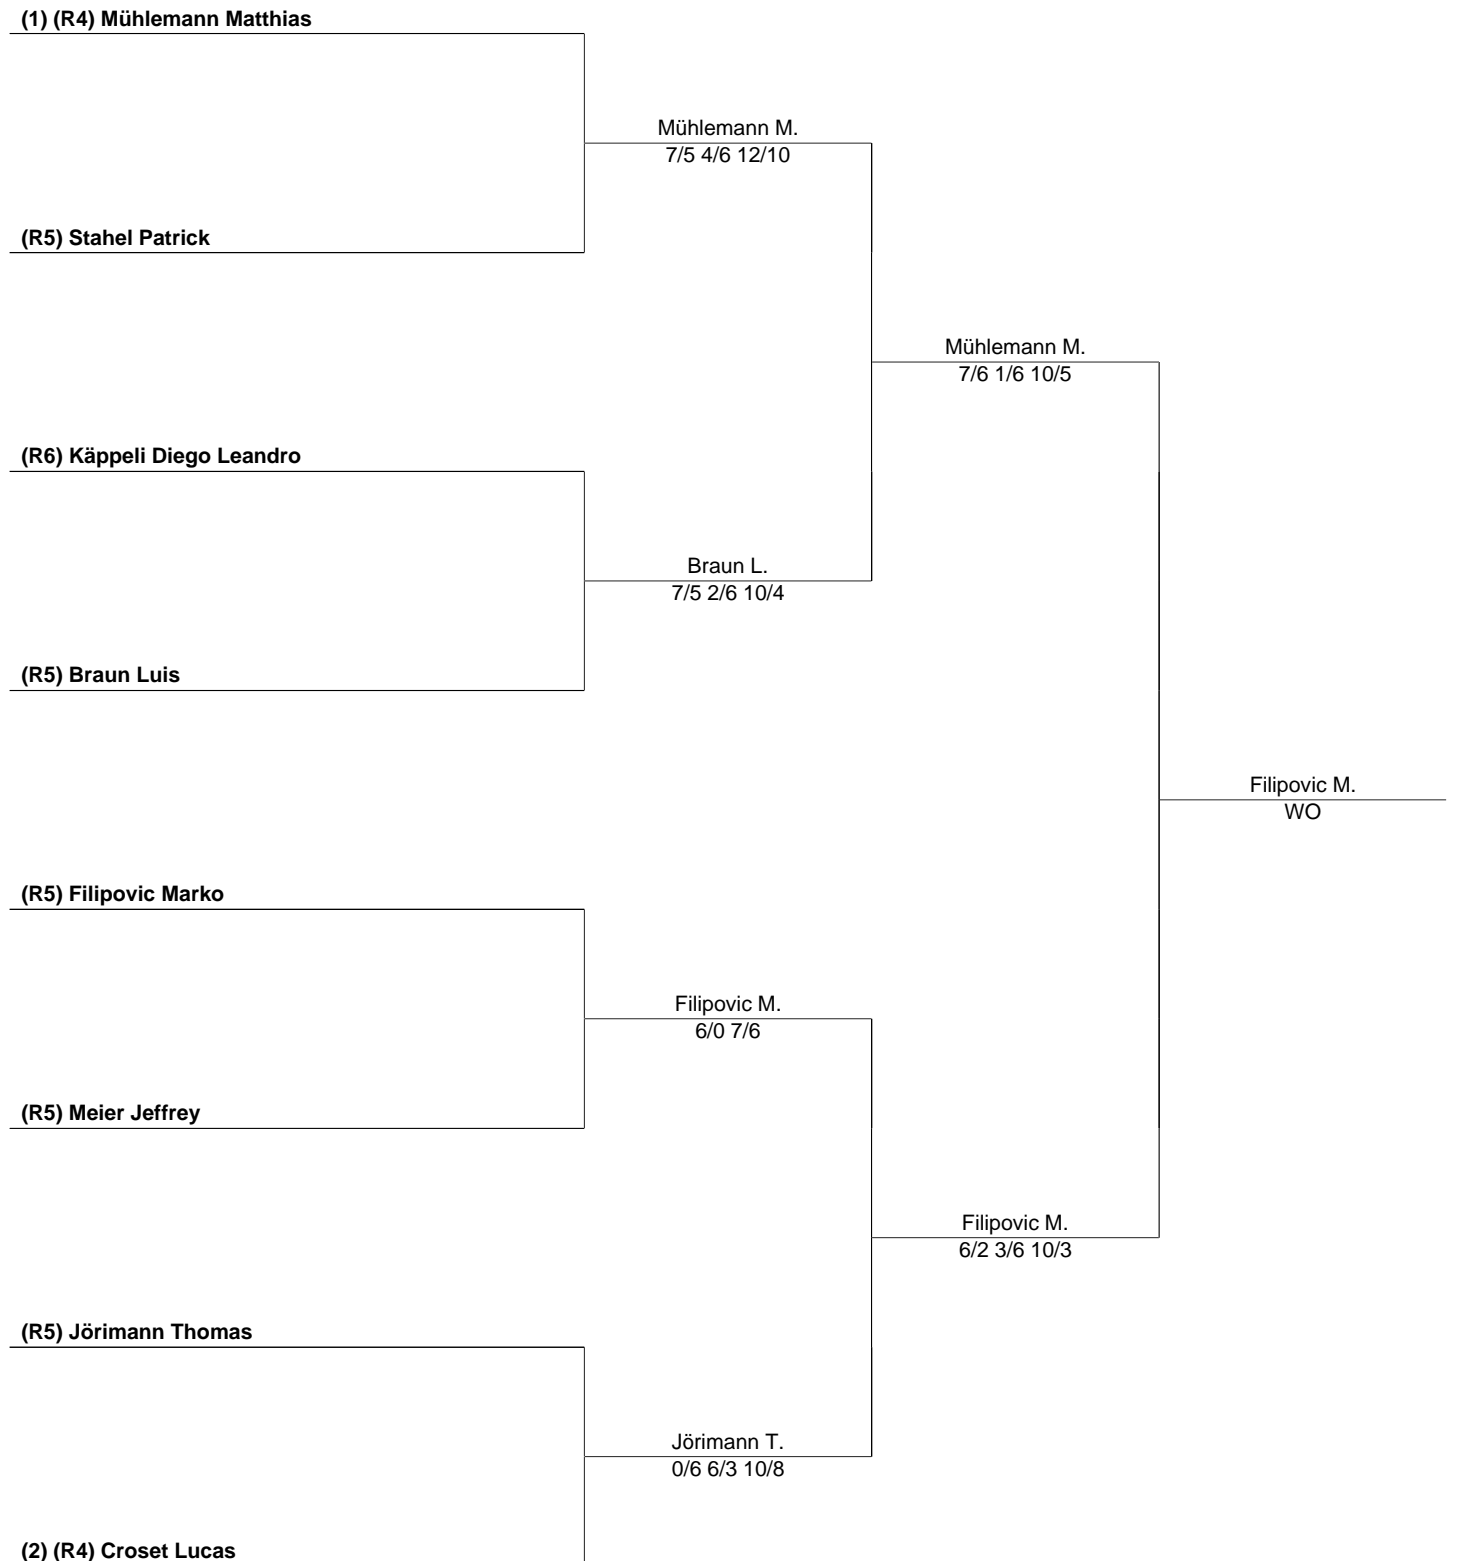 (1) (R4) Mühlemann Matthias
Mühlemann M.
7/5 4/6 12/10
(R5) Stahel Patrick
Mühlemann M.
7/6 1/6 10/5
(R6) Käppeli Diego Leandro
Braun L.
7/5 2/6 10/4
(R5) Braun Luis
Filipovic M.
WO
(R5) Filipovic Marko
Filipovic M.
6/0 7/6
(R5) Meier Jeffrey
Filipovic M.
6/2 3/6 10/3
(R5) Jörimann Thomas
Jörimann T.
0/6 6/3 10/8
(2) (R4) Croset Lucas